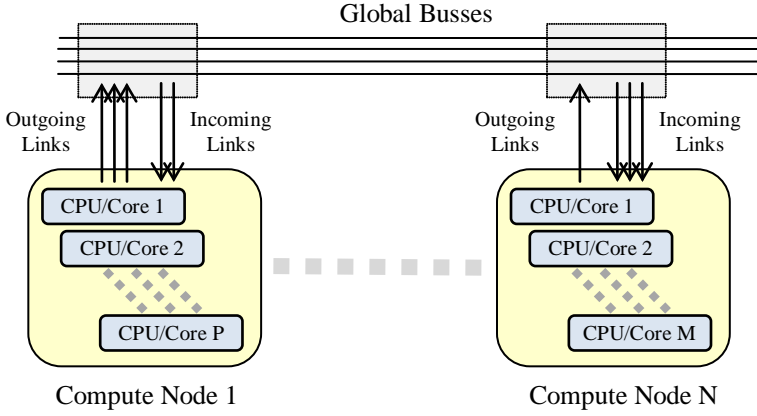 Global Busses
Outgoing
Links
Incoming
Links
Outgoing
Links
Incoming
Links
CPU/Core 1
CPU/Core 2
CPU/Core P
CPU/Core 1
CPU/Core 2
CPU/Core M
Compute Node 1
Compute Node N